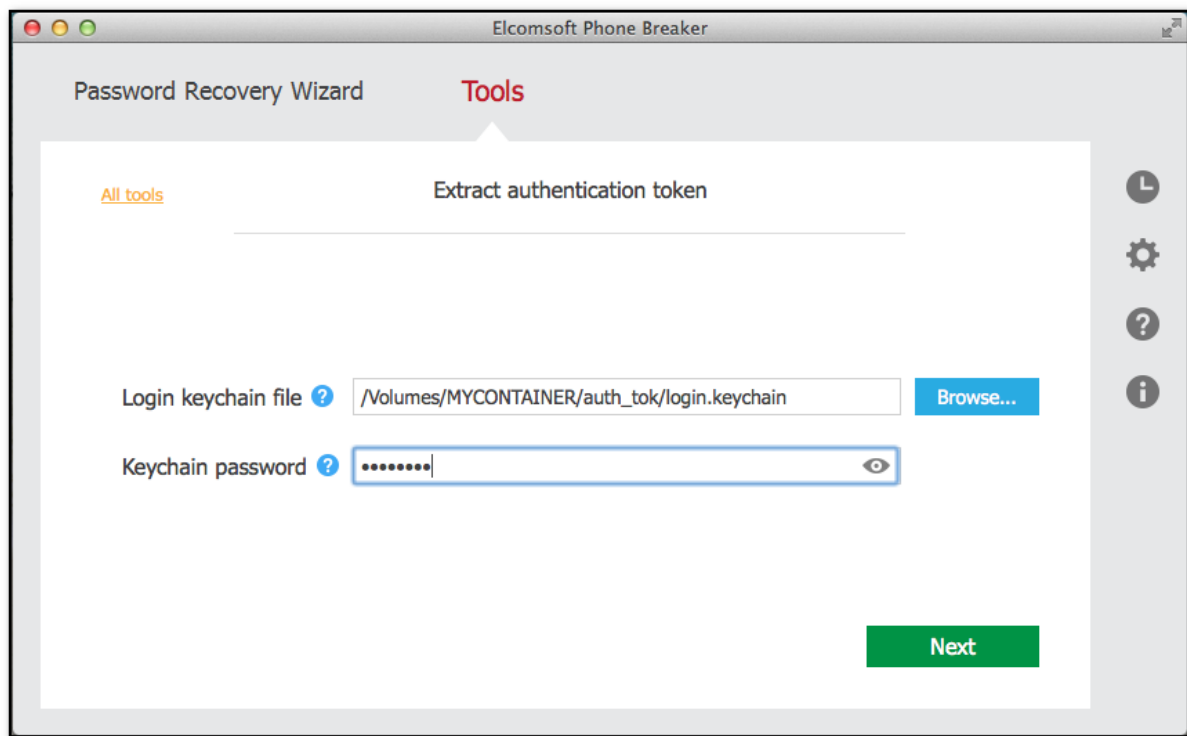 Elcomsoft Phone Breaker
Password Recovery Wizard
Tools
All tools
Extract authentication token
Login keychain file ?
/Volumes/MYCONTAINER/auth_tok/login.keychain
Browse...
Keychain password ?
••••••••
Next